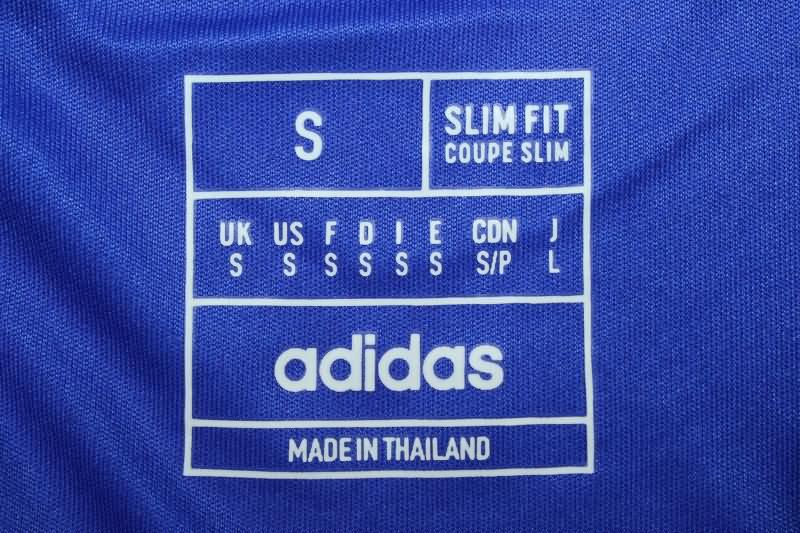 S
SLIM FIT
COUPE SLIM
UK US F D I E CDN J
S S S S S S S/P L
adidas
MADE IN THAILAND